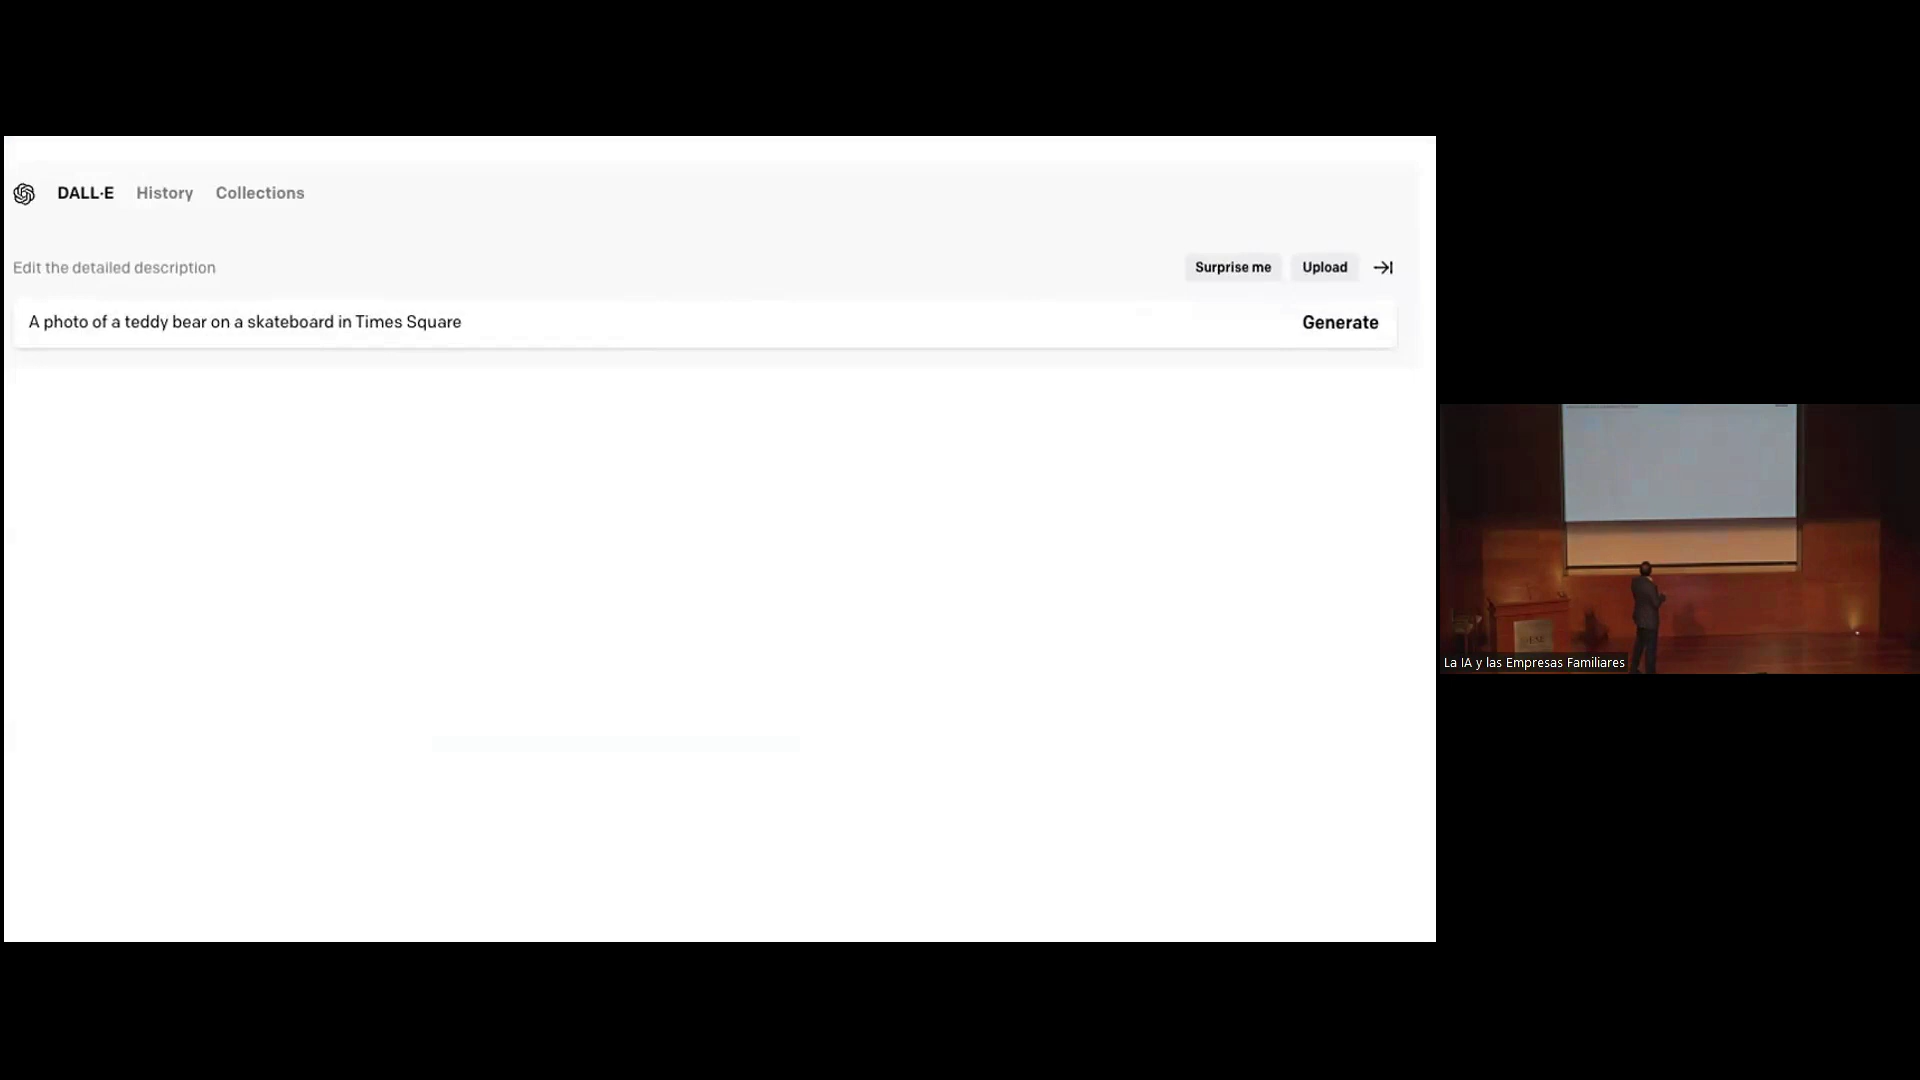 DALL·E History Collections
Edit the detailed description
Surprise me Upload
A photo of a teddy bear on a skateboard in Times Square
Generate
La IA y las Empresas Familiares